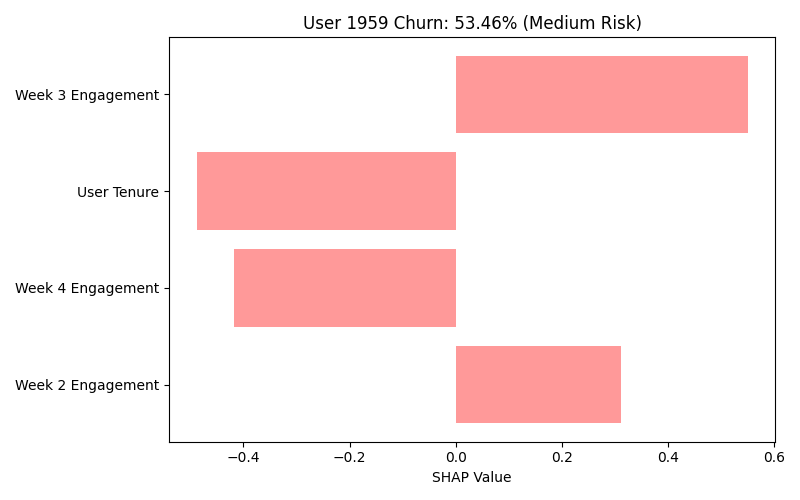 User 1959 Churn: 53.46% (Medium Risk)
Week 3 Engagement
User Tenure
Week 4 Engagement
Week 2 Engagement
−0.4 −0.2 0.0 0.2 0.4 0.6
SHAP Value